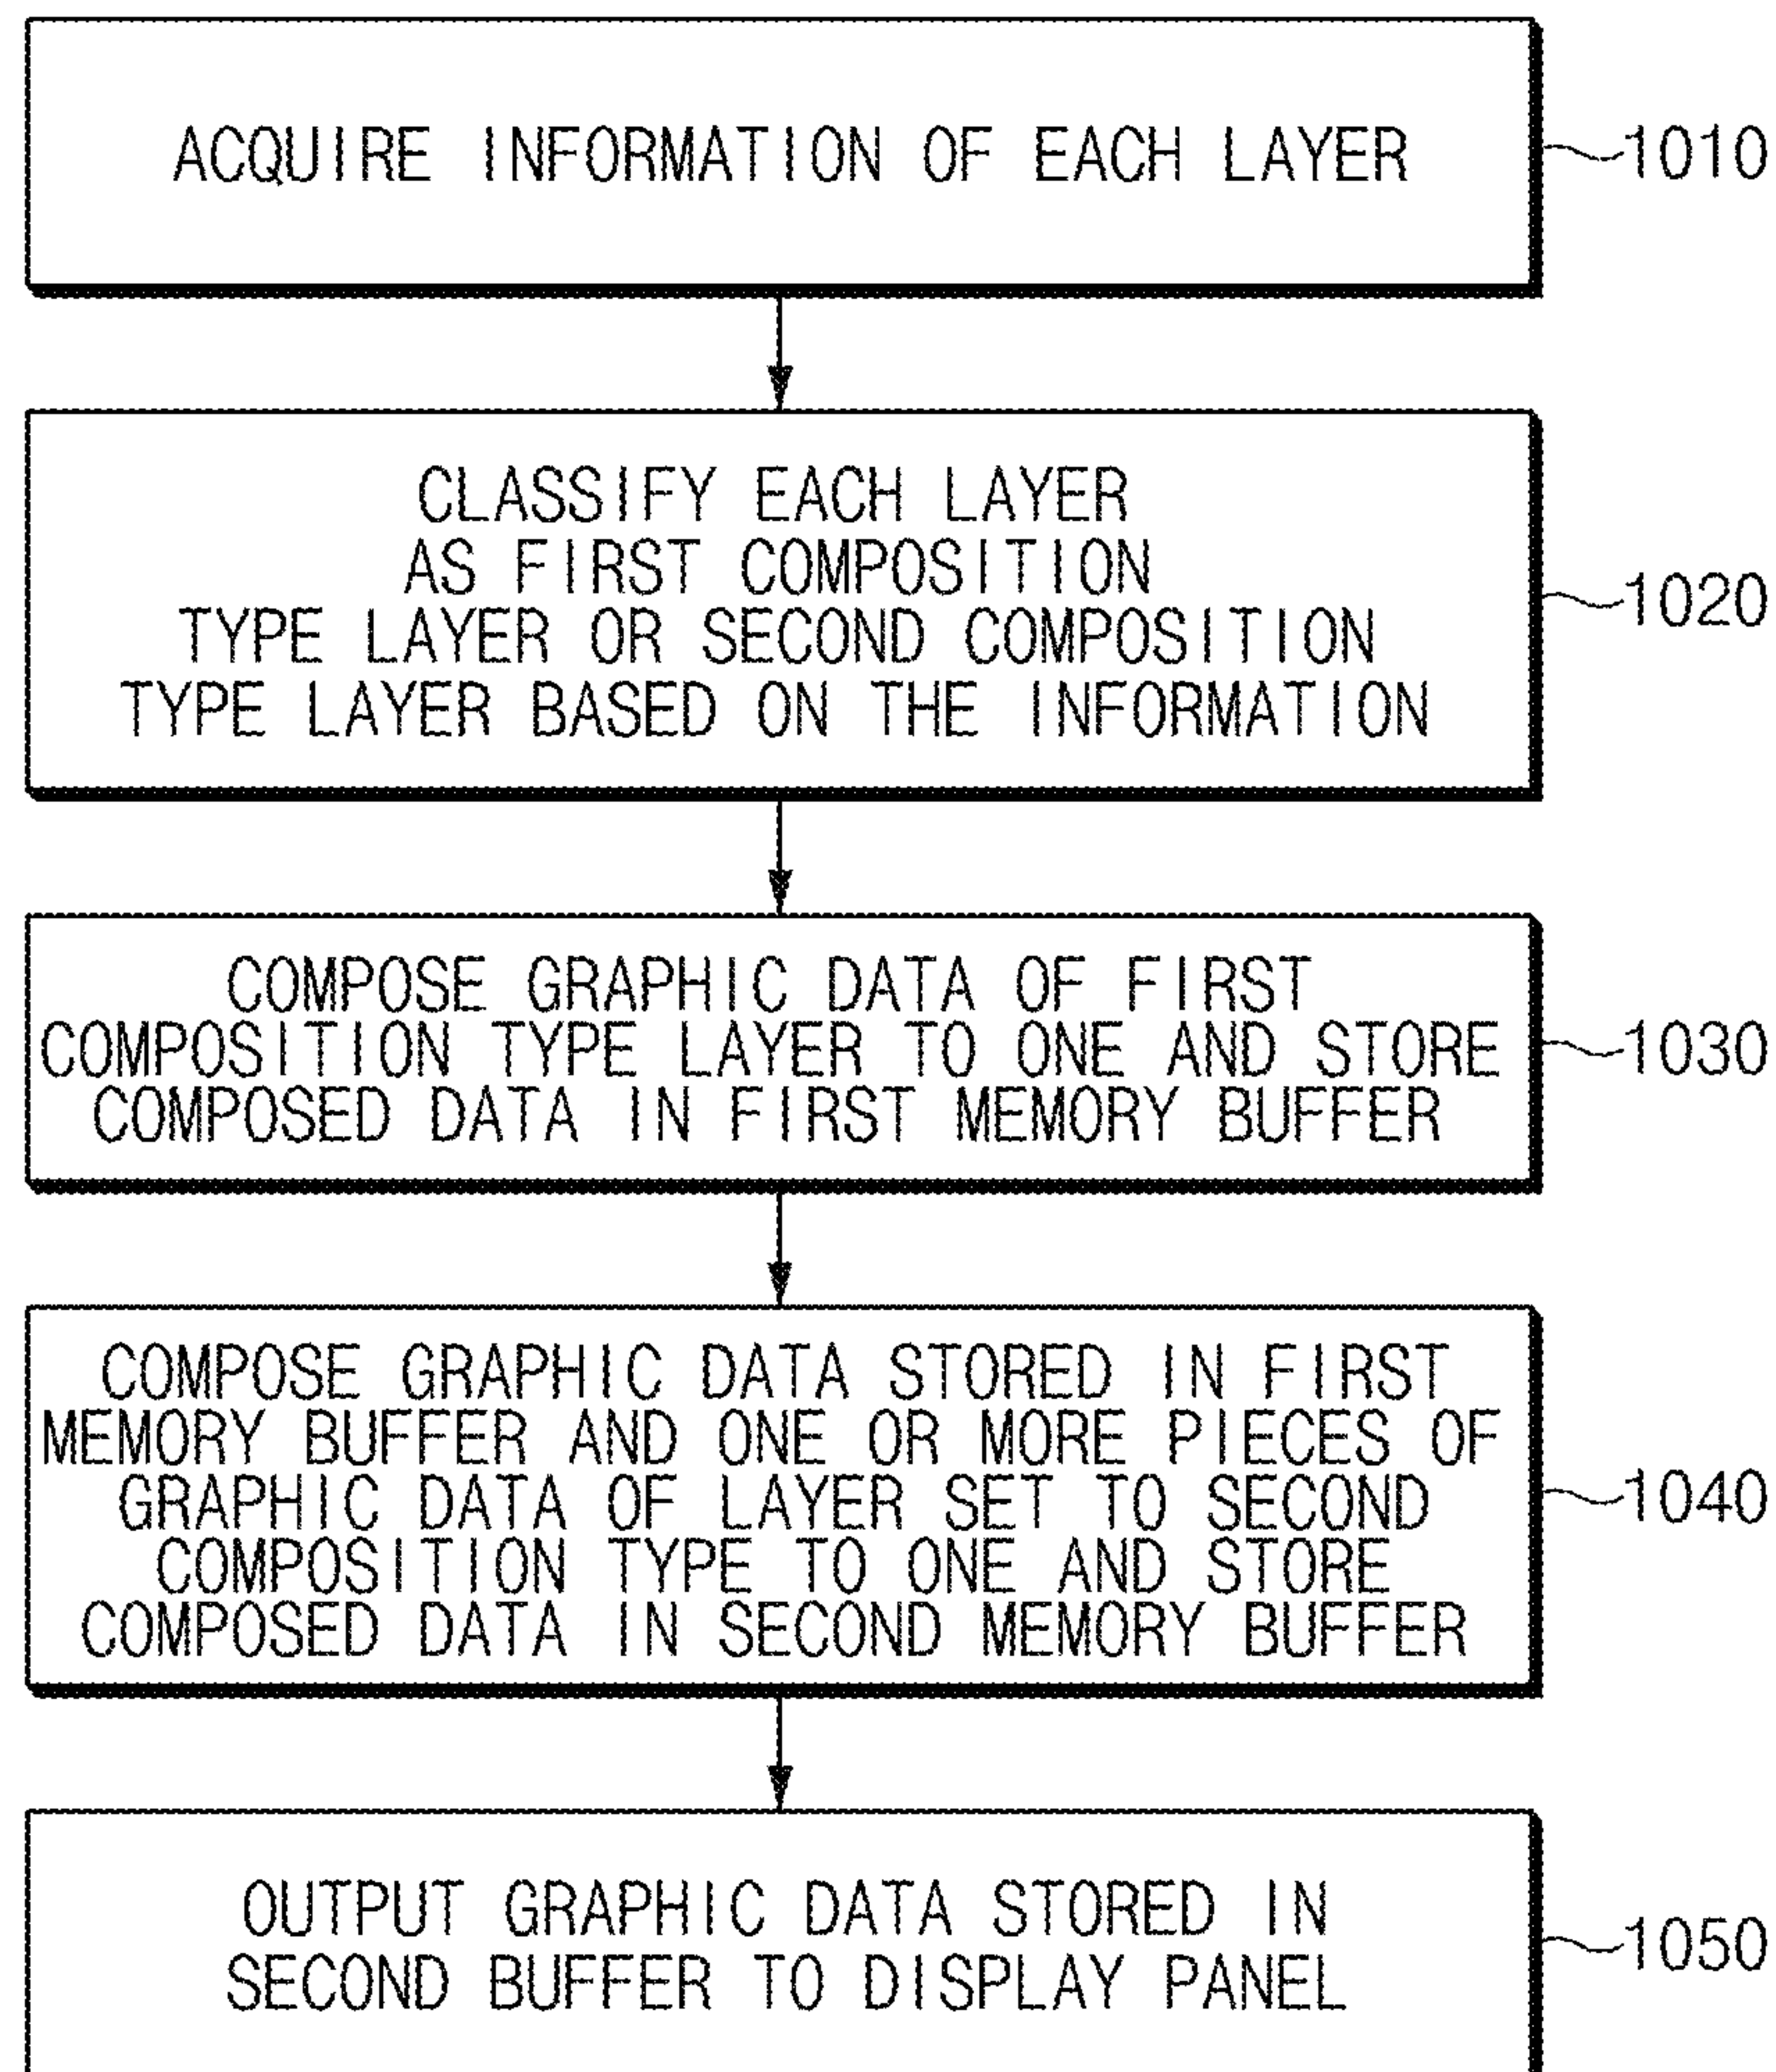 ACQUIRE INFORMATION OF EACH LAYER
1010
CLASSIFY EACH LAYER
AS FIRST COMPOSITION
TYPE LAYER OR SECOND COMPOSITION
TYPE LAYER BASED ON THE INFORMATION
1020
COMPOSE GRAPHIC DATA OF FIRST
COMPOSITION TYPE LAYER TO ONE AND STORE
COMPOSED DATA IN FIRST MEMORY BUFFER
1030
COMPOSE GRAPHIC DATA STORED IN FIRST
MEMORY BUFFER AND ONE OR MORE PIECES OF
GRAPHIC DATA OF LAYER SET TO SECOND
COMPOSITION TYPE TO ONE AND STORE
COMPOSED DATA IN SECOND MEMORY BUFFER
1040
OUTPUT GRAPHIC DATA STORED IN
SECOND BUFFER TO DISPLAY PANEL
1050